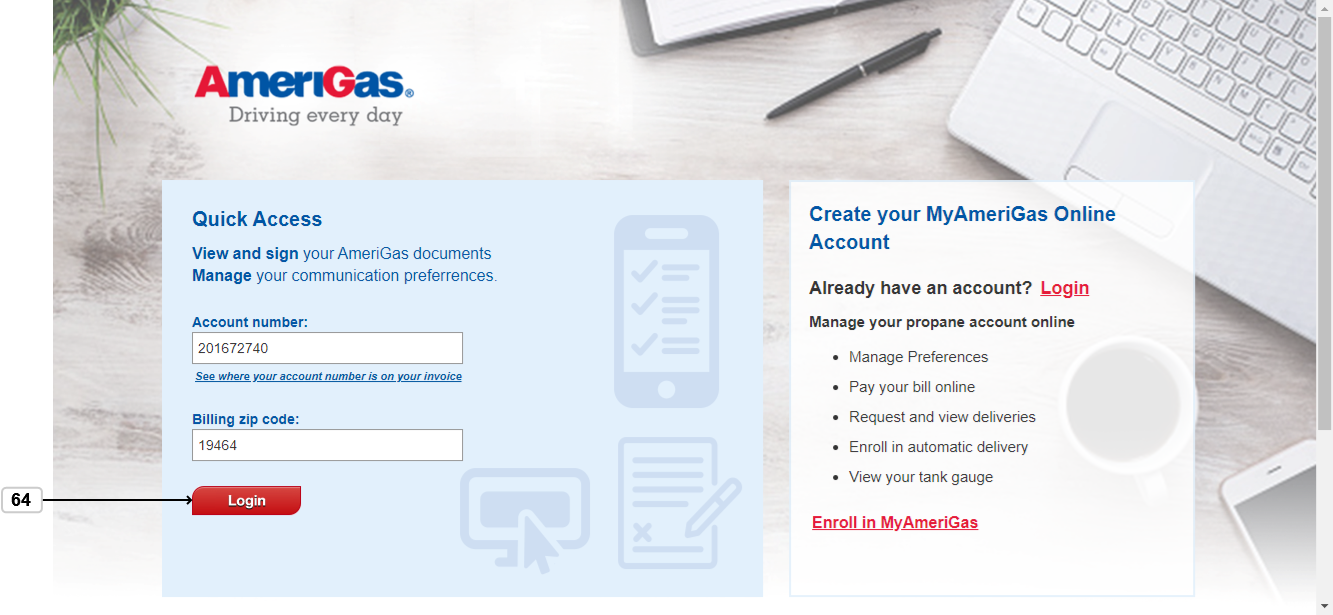 AmeriGas®
Driving every day
Quick Access
View and sign your AmeriGas documents
Manage your communication preferrences.
Account number:
201672740
See where your account number is on your invoice
Billing zip code:
19464
64
Login
Create your MyAmeriGas Online
Account
Already have an account? Login
Manage your propane account online
• Manage Preferences
• Pay your bill online
• Request and view deliveries
• Enroll in automatic delivery
• View your tank gauge
Enroll in MyAmeriGas